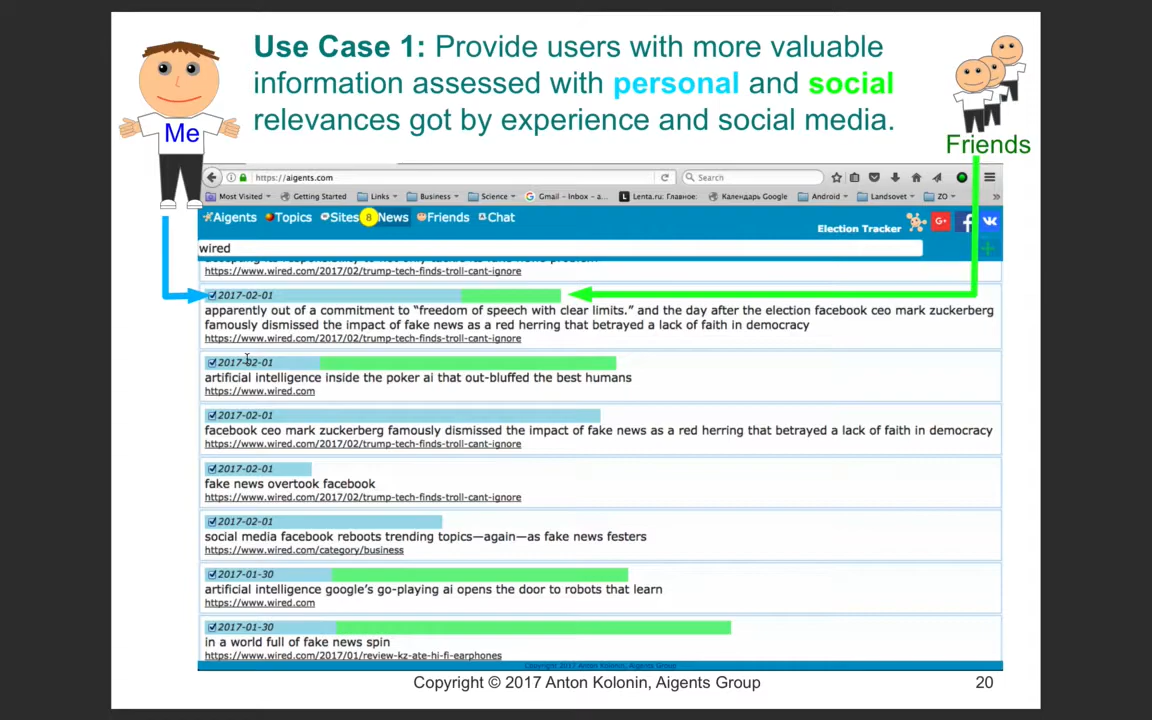 Use Case 1: Provide users with more valuable
information assessed with personal and social
relevances got by experience and social media.
Me
Friends
https://aigents.com
Search
Most Visited
Getting Started
Links
Business
Science
Gmail - Inbox - a...
Lenta.ru: Главное:
Календарь Google
Android
Landsovet
ZO
»
Aigents
Topics
Sites
8
News
Friends
Chat
Election Tracker
G+
f
VK
wired
https://www.wired.com/2017/02/trump-tech-finds-troll-cant-ignore
2017-02-01
apparently out of a commitment to “freedom of speech with clear limits.” and the day after the election facebook ceo mark zuckerberg
famously dismissed the impact of fake news as a red herring that betrayed a lack of faith in democracy
https://www.wired.com/2017/02/trump-tech-finds-troll-cant-ignore
2017-02-01
artificial intelligence inside the poker ai that out-bluffed the best humans
https://www.wired.com
2017-02-01
facebook ceo mark zuckerberg famously dismissed the impact of fake news as a red herring that betrayed a lack of faith in democracy
https://www.wired.com/2017/02/trump-tech-finds-troll-cant-ignore
2017-02-01
fake news overtook facebook
https://www.wired.com/2017/02/trump-tech-finds-troll-cant-ignore
2017-02-01
social media facebook reboots trending topics—again—as fake news festers
https://www.wired.com/category/business
2017-01-30
artificial intelligence google’s go-playing ai opens the door to robots that learn
https://www.wired.com
2017-01-30
in a world full of fake news spin
https://www.wired.com/2017/01/review-kz-ate-hi-fi-earphones
Copyright 2017 Anton Kolonin, Aigents Group
Copyright © 2017 Anton Kolonin, Aigents Group
20